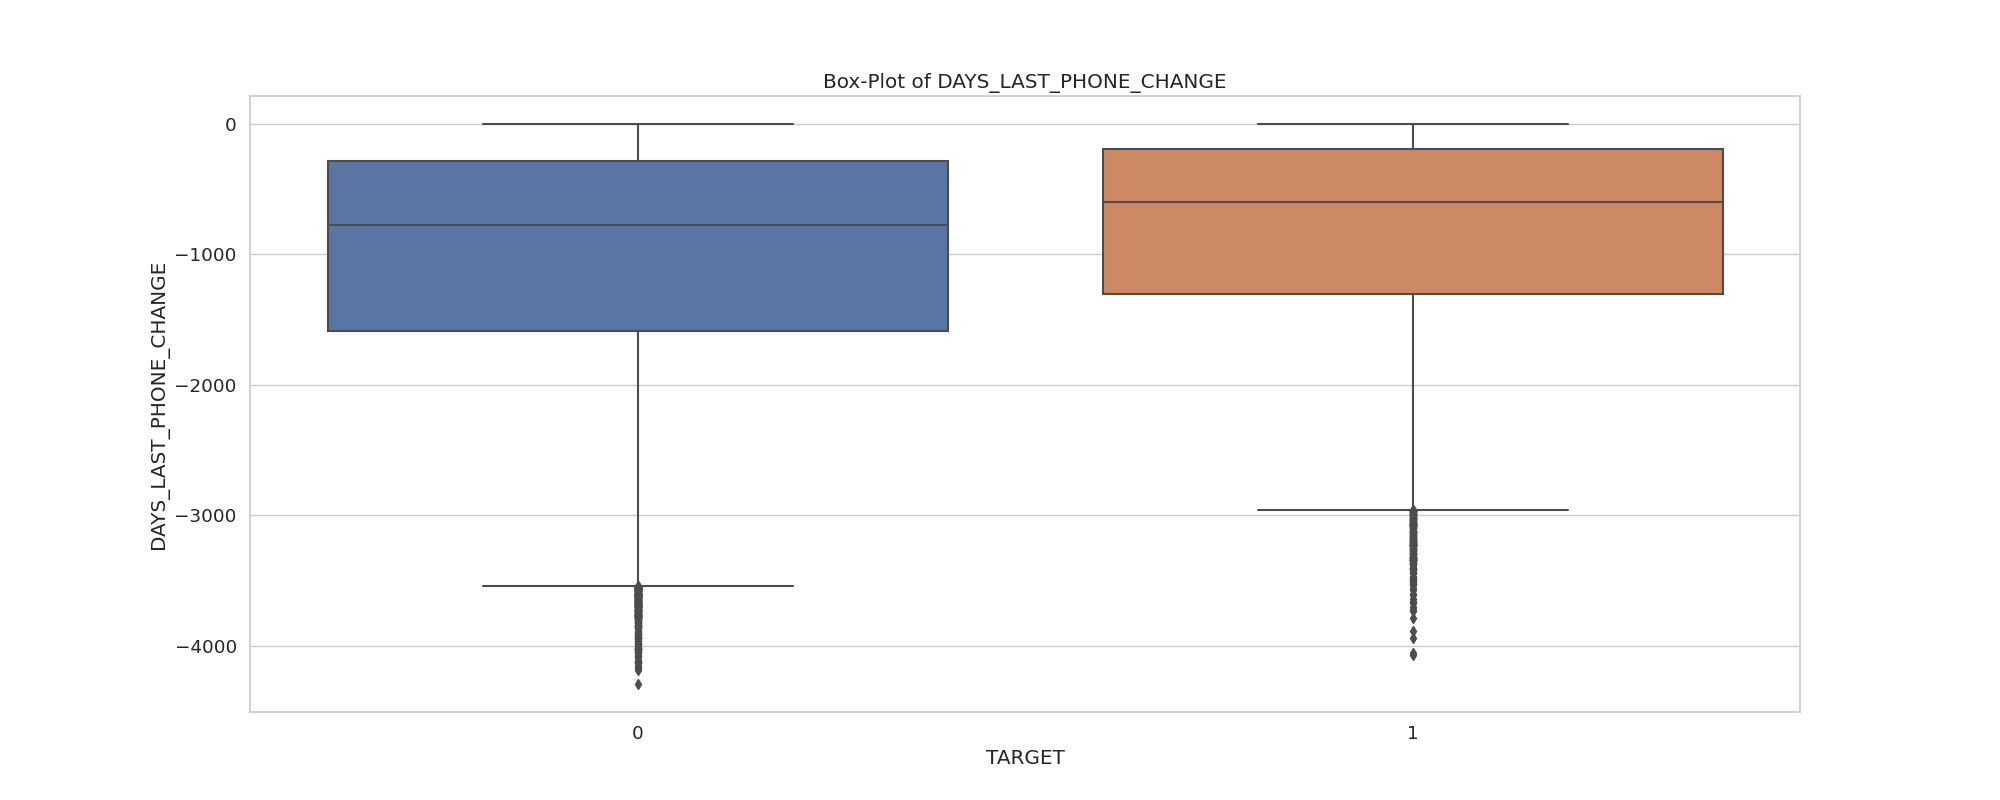 Box-Plot of DAYS_LAST_PHONE_CHANGE
DAYS_LAST_PHONE_CHANGE
0
−1000
−2000
−3000
−4000
0 1
TARGET